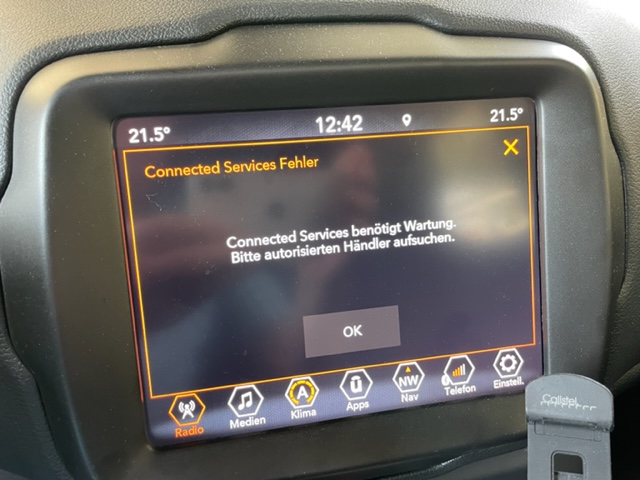 21.5° 12:42 21.5°
Connected Services Fehler
Connected Services benötigt Wartung.
Bitte autorisierten Händler aufsuchen.
OK
A NW
Radio Medien Klima Apps Nav Telefon Einstell.
Callstel